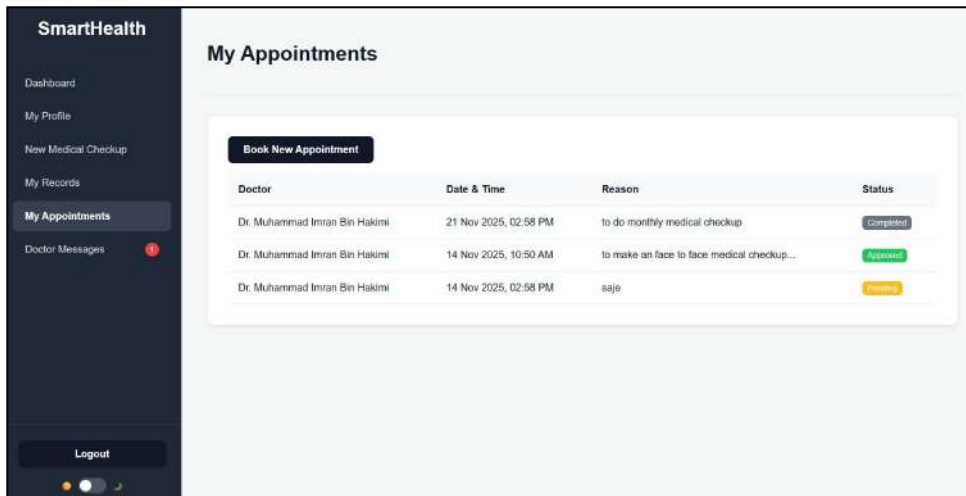 SmartHealth
Dashboard
My Profile
New Medical Checkup
My Records
My Appointments
Doctor Messages 1
Logout
My Appointments
Book New Appointment
Doctor Date & Time Reason Status
Dr. Muhammad Imran Bin Hakimi 21 Nov 2025, 02:58 PM to do monthly medical checkup Completed
Dr. Muhammad Imran Bin Hakimi 14 Nov 2025, 10:50 AM to make an face to face medical checkup... Approved
Dr. Muhammad Imran Bin Hakimi 14 Nov 2025, 02:58 PM saje Pending